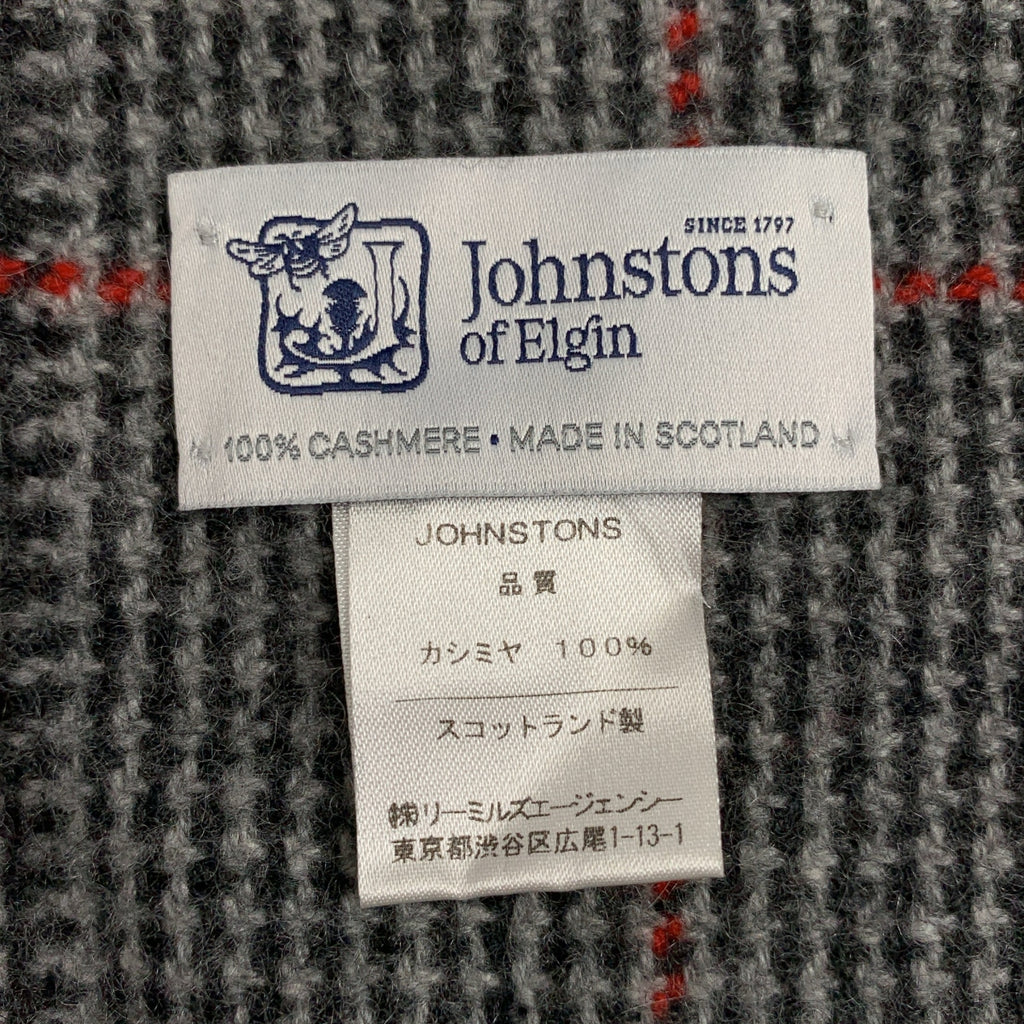 SINCE 1797
Johnstons
of Elgin
100% CASHMERE • MADE IN SCOTLAND
JOHNSTONS
品質
カシミヤ 100%
スコットランド製
㈱リーミルズエージェンシー
東京都渋谷区広尾1-13-1